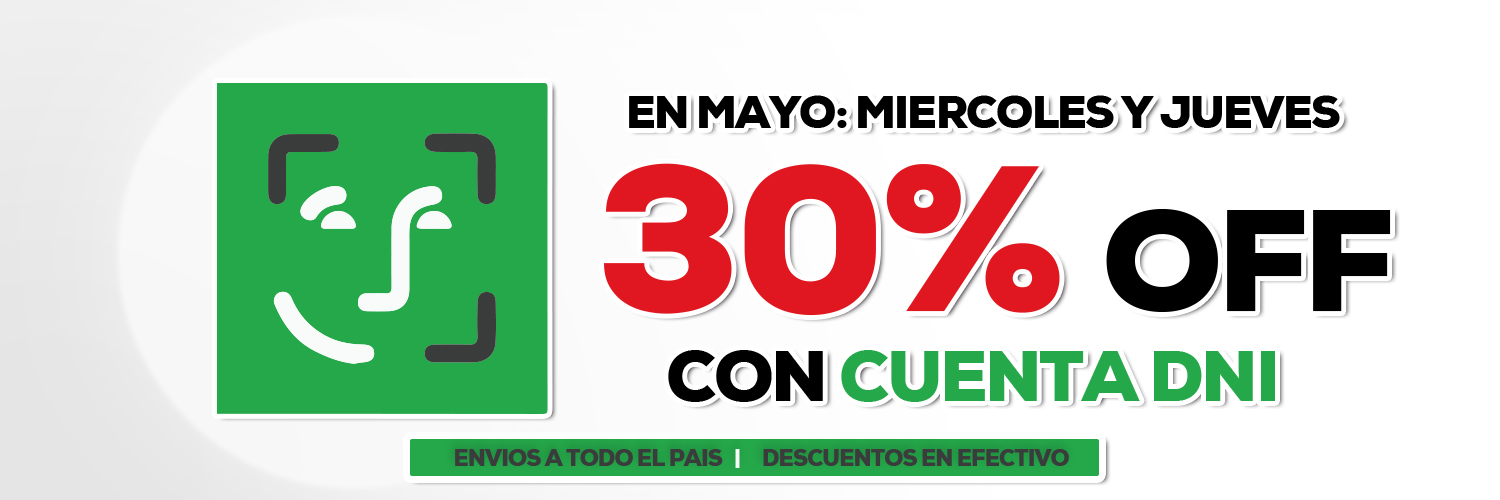 EN MAYO: MIERCOLES Y JUEVES
30% OFF
CON CUENTA DNI
ENVIOS A TODO EL PAIS | DESCUENTOS EN EFECTIVO